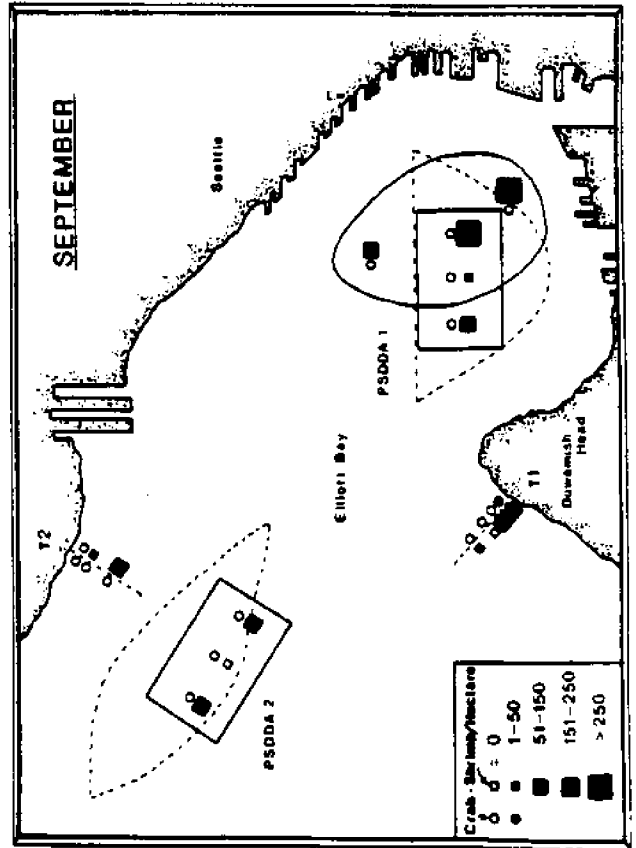 SEPTEMBER
Seattle
T2
PSDDA 1
Elliott Bay
T1
Duwamish
Head
PSDDA 2
Crab - Shrimp/Hectare
= 0
1-50
51-150
151-250
> 250